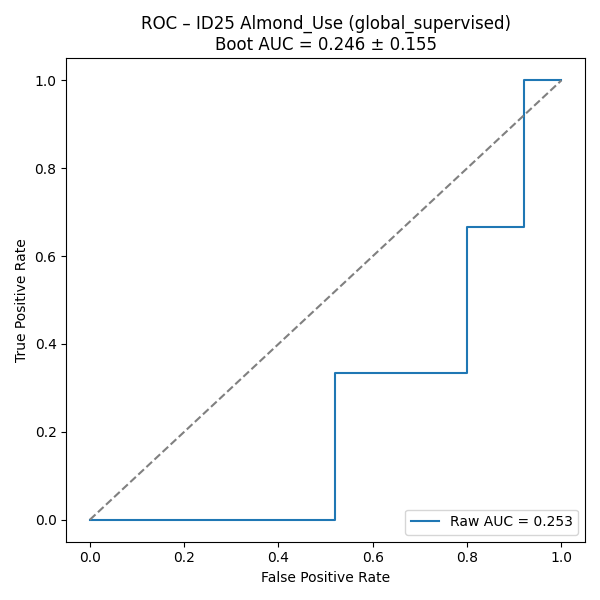 ROC – ID25 Almond_Use (global_supervised)
Boot AUC = 0.246 ± 0.155
True Positive Rate
1.0
0.8
0.6
0.4
0.2
0.0
Raw AUC = 0.253
0.0 0.2 0.4 0.6 0.8 1.0
False Positive Rate